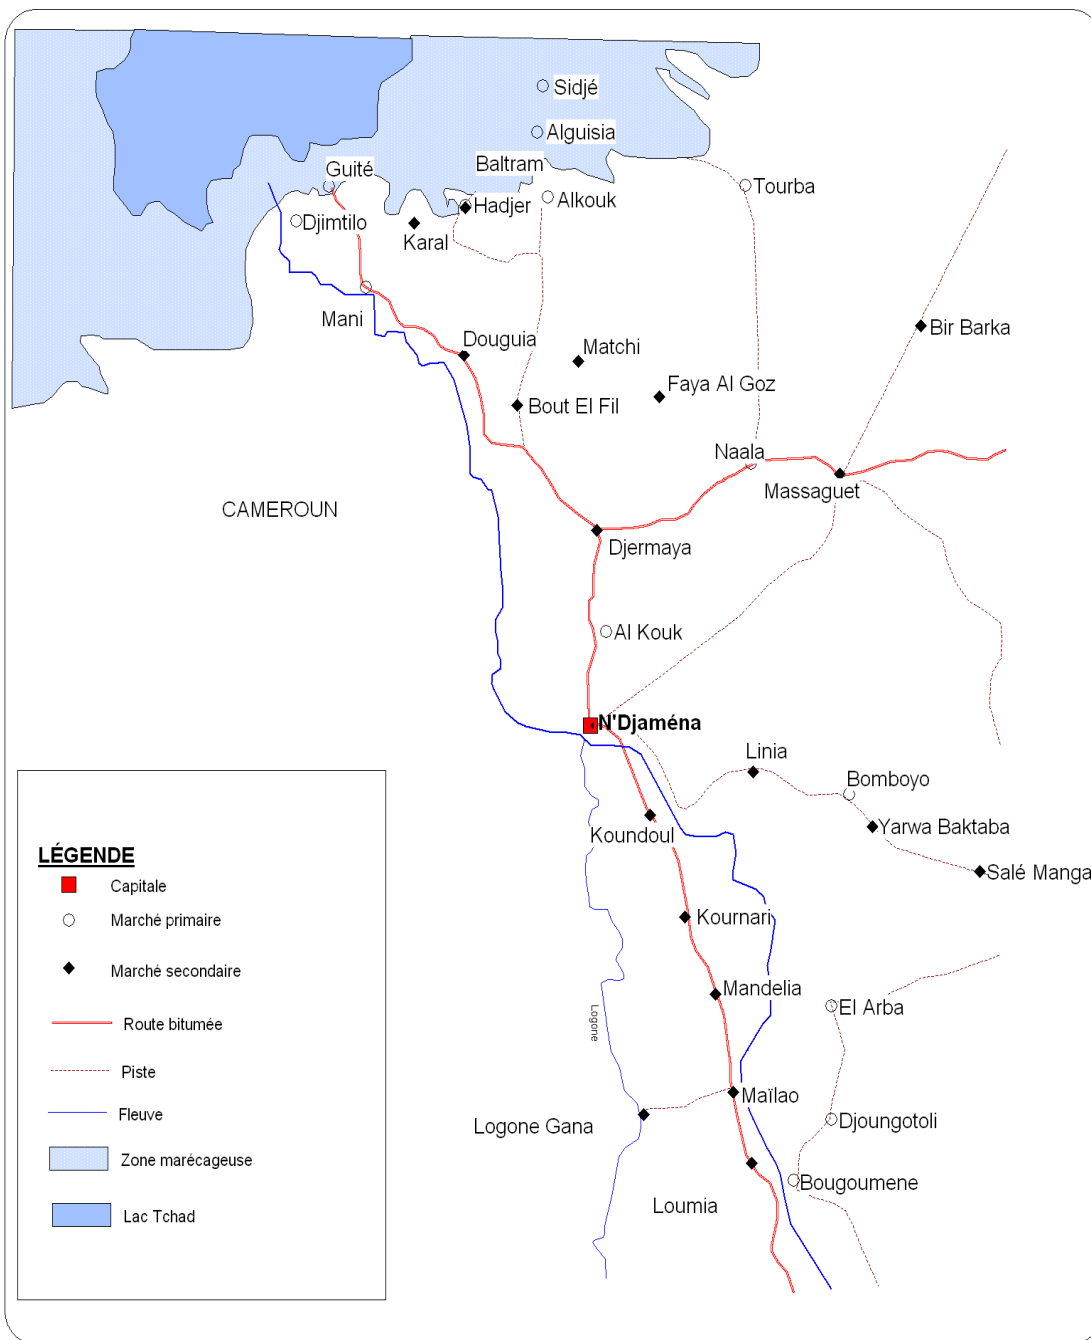 Sidjé
Alguisia
Baltram
Guité
Tourba
Alkouk
Hadjer
Djimtilo
Karal
Mani
Bir Barka
Douguia
Matchi
Faya Al Goz
Bout El Fil
Naala
Massaguet
CAMEROUN
Djermaya
Al Kouk
N'Djaména
Linia
Bomboyo
Koundoul
Yarwa Baktaba
Salé Manga
Kournari
Mandelia
El Arba
Logone
Maïlao
Logone Gana
Djoungotoli
Bougoumene
Loumia
LÉGENDE
Capitale
Marché primaire
Marché secondaire
Route bitumée
Piste
Fleuve
Zone marécageuse
Lac Tchad